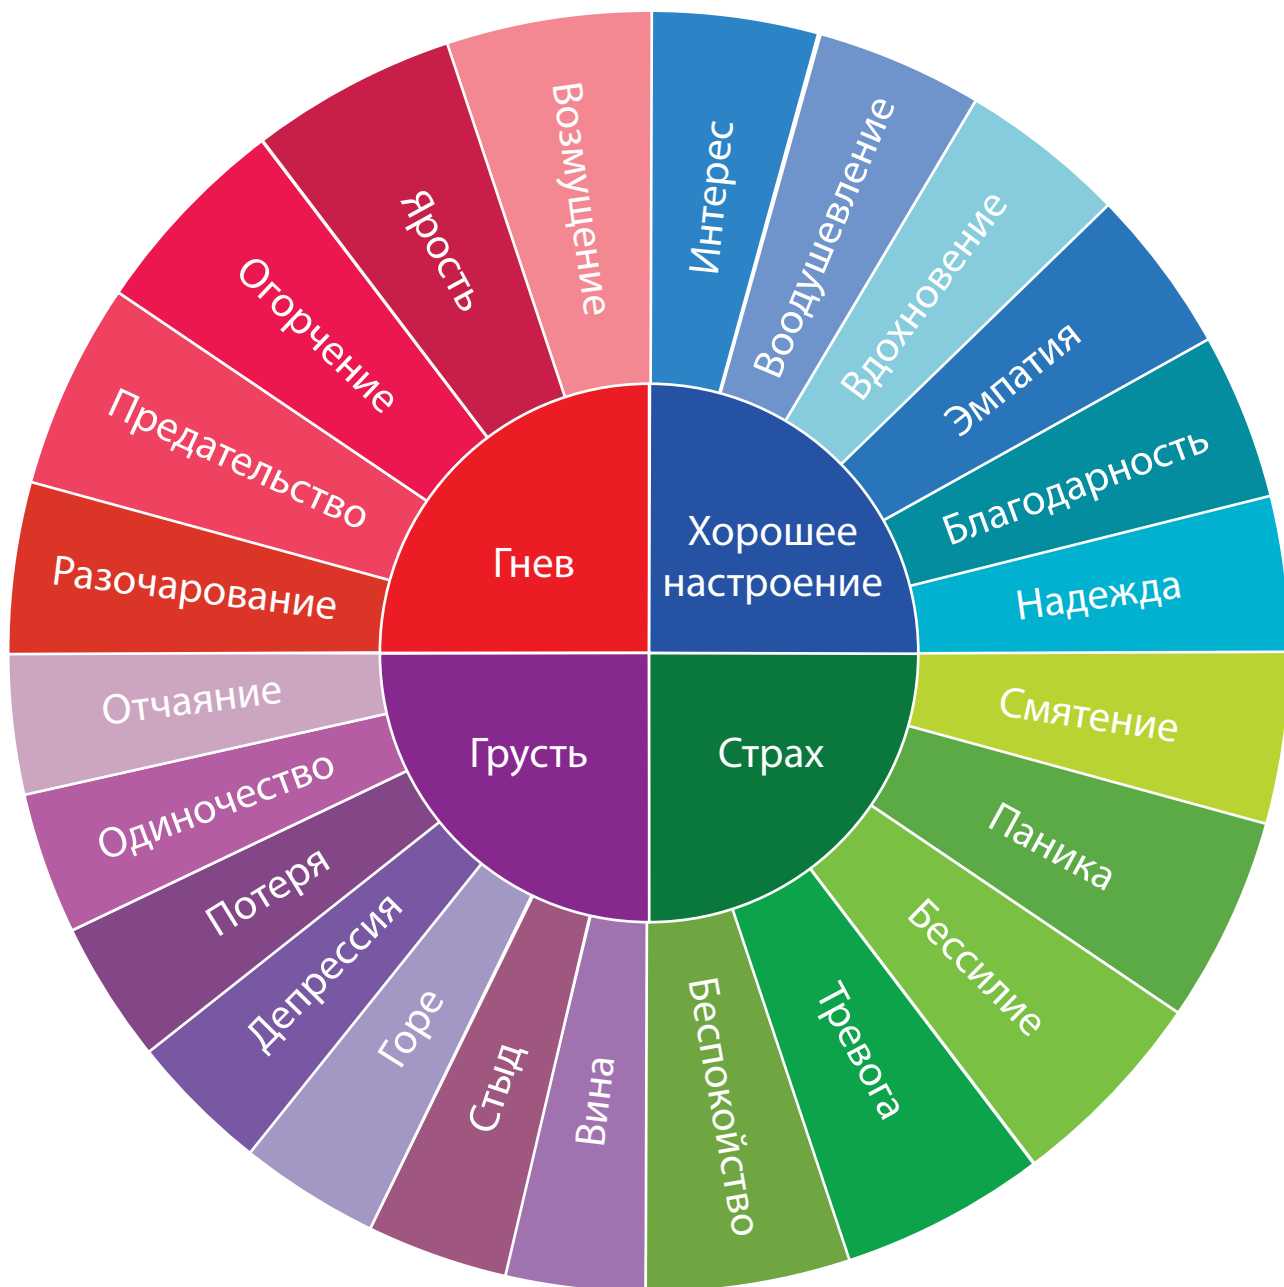 Гнев
Хорошее
настроение
Грусть
Страх
Интерес
Воодушевление
Вдохновение
Эмпатия
Благодарность
Надежда
Смятение
Паника
Бессилие
Тревога
Беспокойство
Вина
Стыд
Горе
Депрессия
Потеря
Одиночество
Отчаяние
Разочарование
Предательство
Огорчение
Ярость
Возмущение